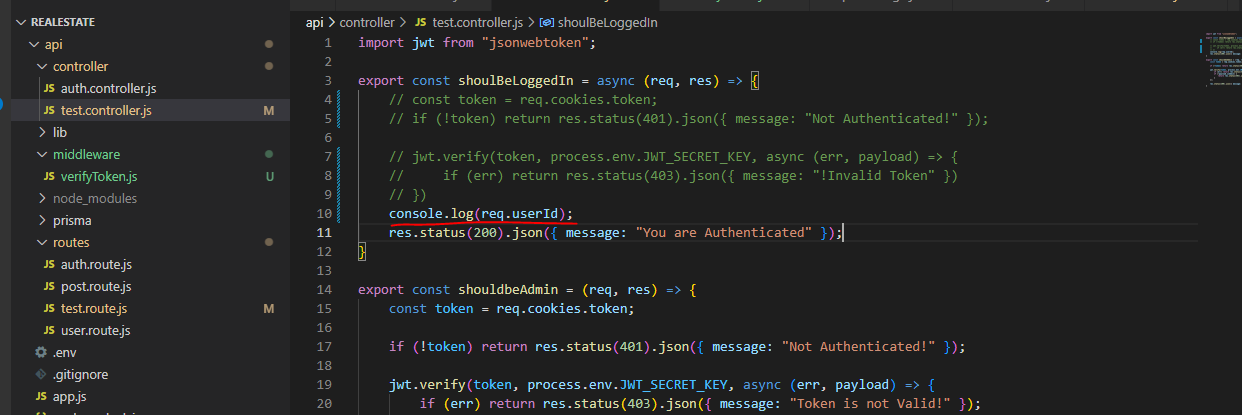 REALESTATE
api
controller
JS auth.controller.js
JS test.controller.js M
lib
middleware
JS verifyToken.js U
node_modules
prisma
routes
JS auth.route.js
JS post.route.js
JS test.route.js M
JS user.route.js
.env
.gitignore
JS app.js
api > controller > JS test.controller.js > shoulBeLoggedIn
1 import jwt from "jsonwebtoken";
2
3 export const shoulBeLoggedIn = async (req, res) => {
4 // const token = req.cookies.token;
5 // if (!token) return res.status(401).json({ message: "Not Authenticated!" });
6
7 // jwt.verify(token, process.env.JWT_SECRET_KEY, async (err, payload) => {
8 //     if (err) return res.status(403).json({ message: "!Invalid Token" })
9 // })
10 console.log(req.userId);
11 res.status(200).json({ message: "You are Authenticated" });
12 }
13
14 export const shouldbeAdmin = (req, res) => {
15 const token = req.cookies.token;
16
17 if (!token) return res.status(401).json({ message: "Not Authenticated!" });
18
19 jwt.verify(token, process.env.JWT_SECRET_KEY, async (err, payload) => {
20 if (err) return res.status(403).json({ message: "Token is not Valid!" });